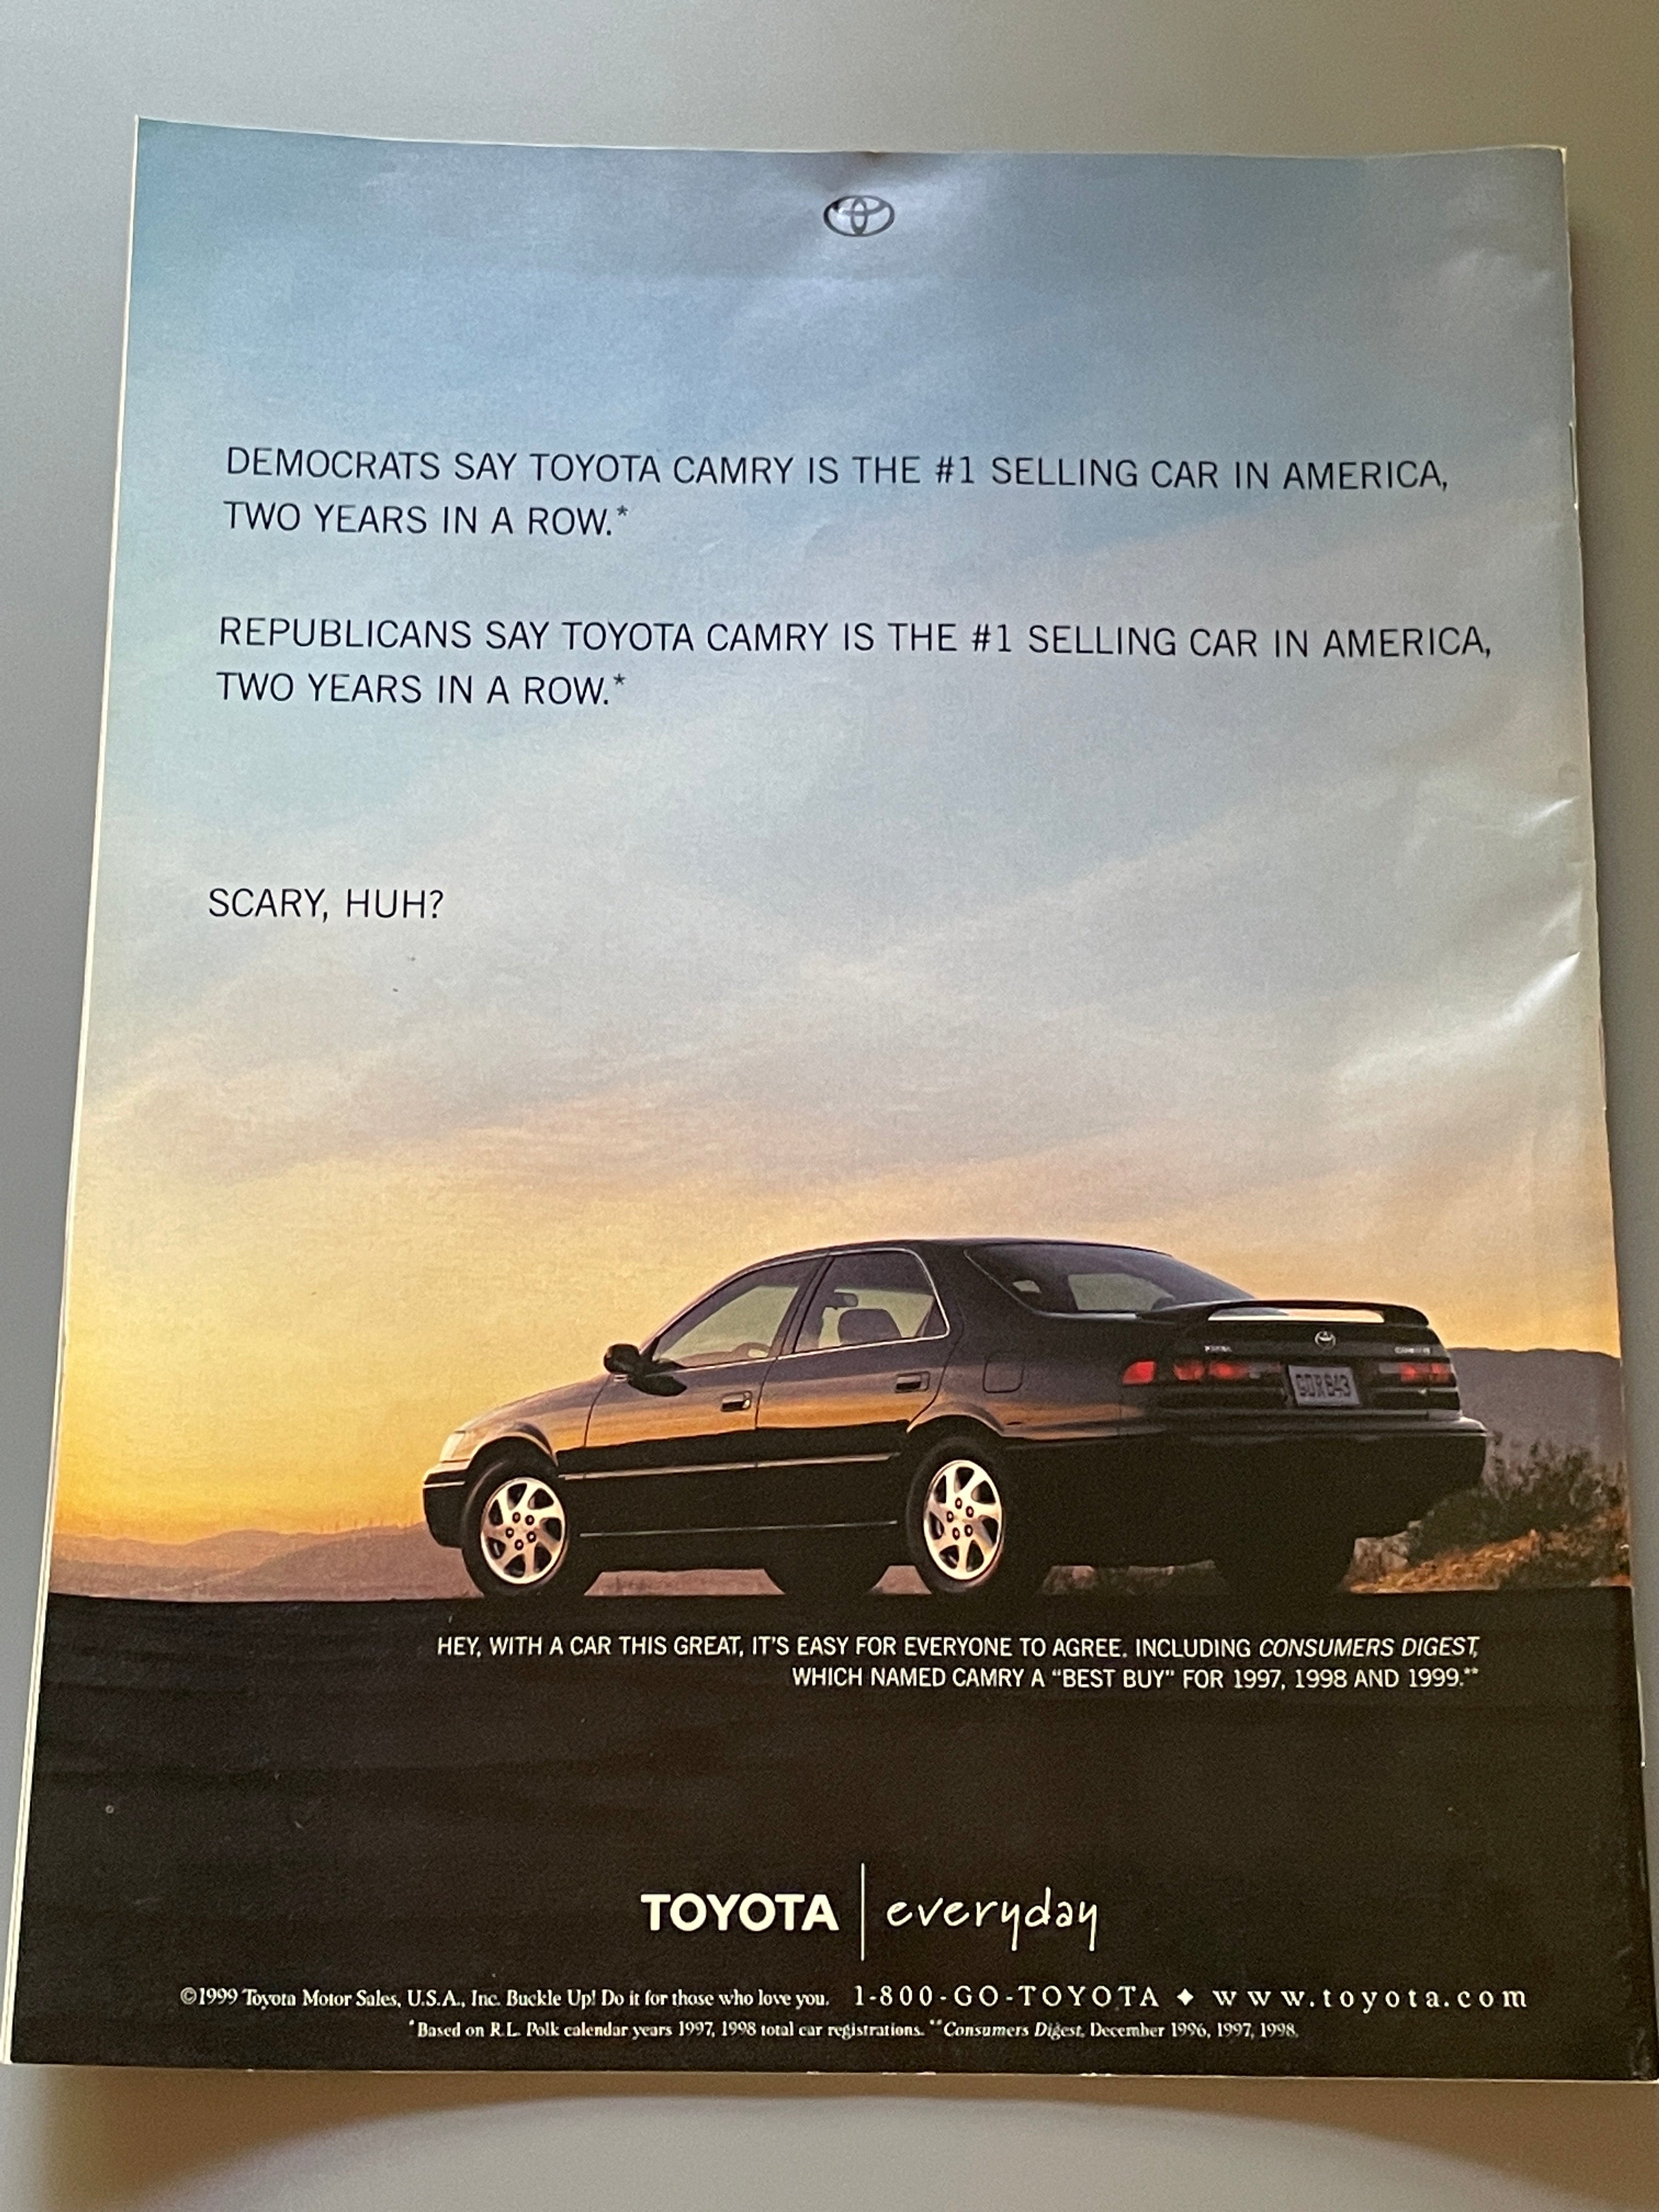 DEMOCRATS SAY TOYOTA CAMRY IS THE #1 SELLING CAR IN AMERICA,
TWO YEARS IN A ROW.*
REPUBLICANS SAY TOYOTA CAMRY IS THE #1 SELLING CAR IN AMERICA,
TWO YEARS IN A ROW.*
SCARY, HUH?
HEY, WITH A CAR THIS GREAT, IT'S EASY FOR EVERYONE TO AGREE. INCLUDING CONSUMERS DIGEST,
WHICH NAMED CAMRY A “BEST BUY” FOR 1997, 1998 AND 1999.**
TOYOTA | everyday
©1999 Toyota Motor Sales, U.S.A., Inc. Buckle Up! Do it for those who love you. 1-800-GO-TOYOTA ◆ www.toyota.com
*Based on R.L. Polk calendar years 1997, 1998 total car registrations. **Consumers Digest, December 1996, 1997, 1998.